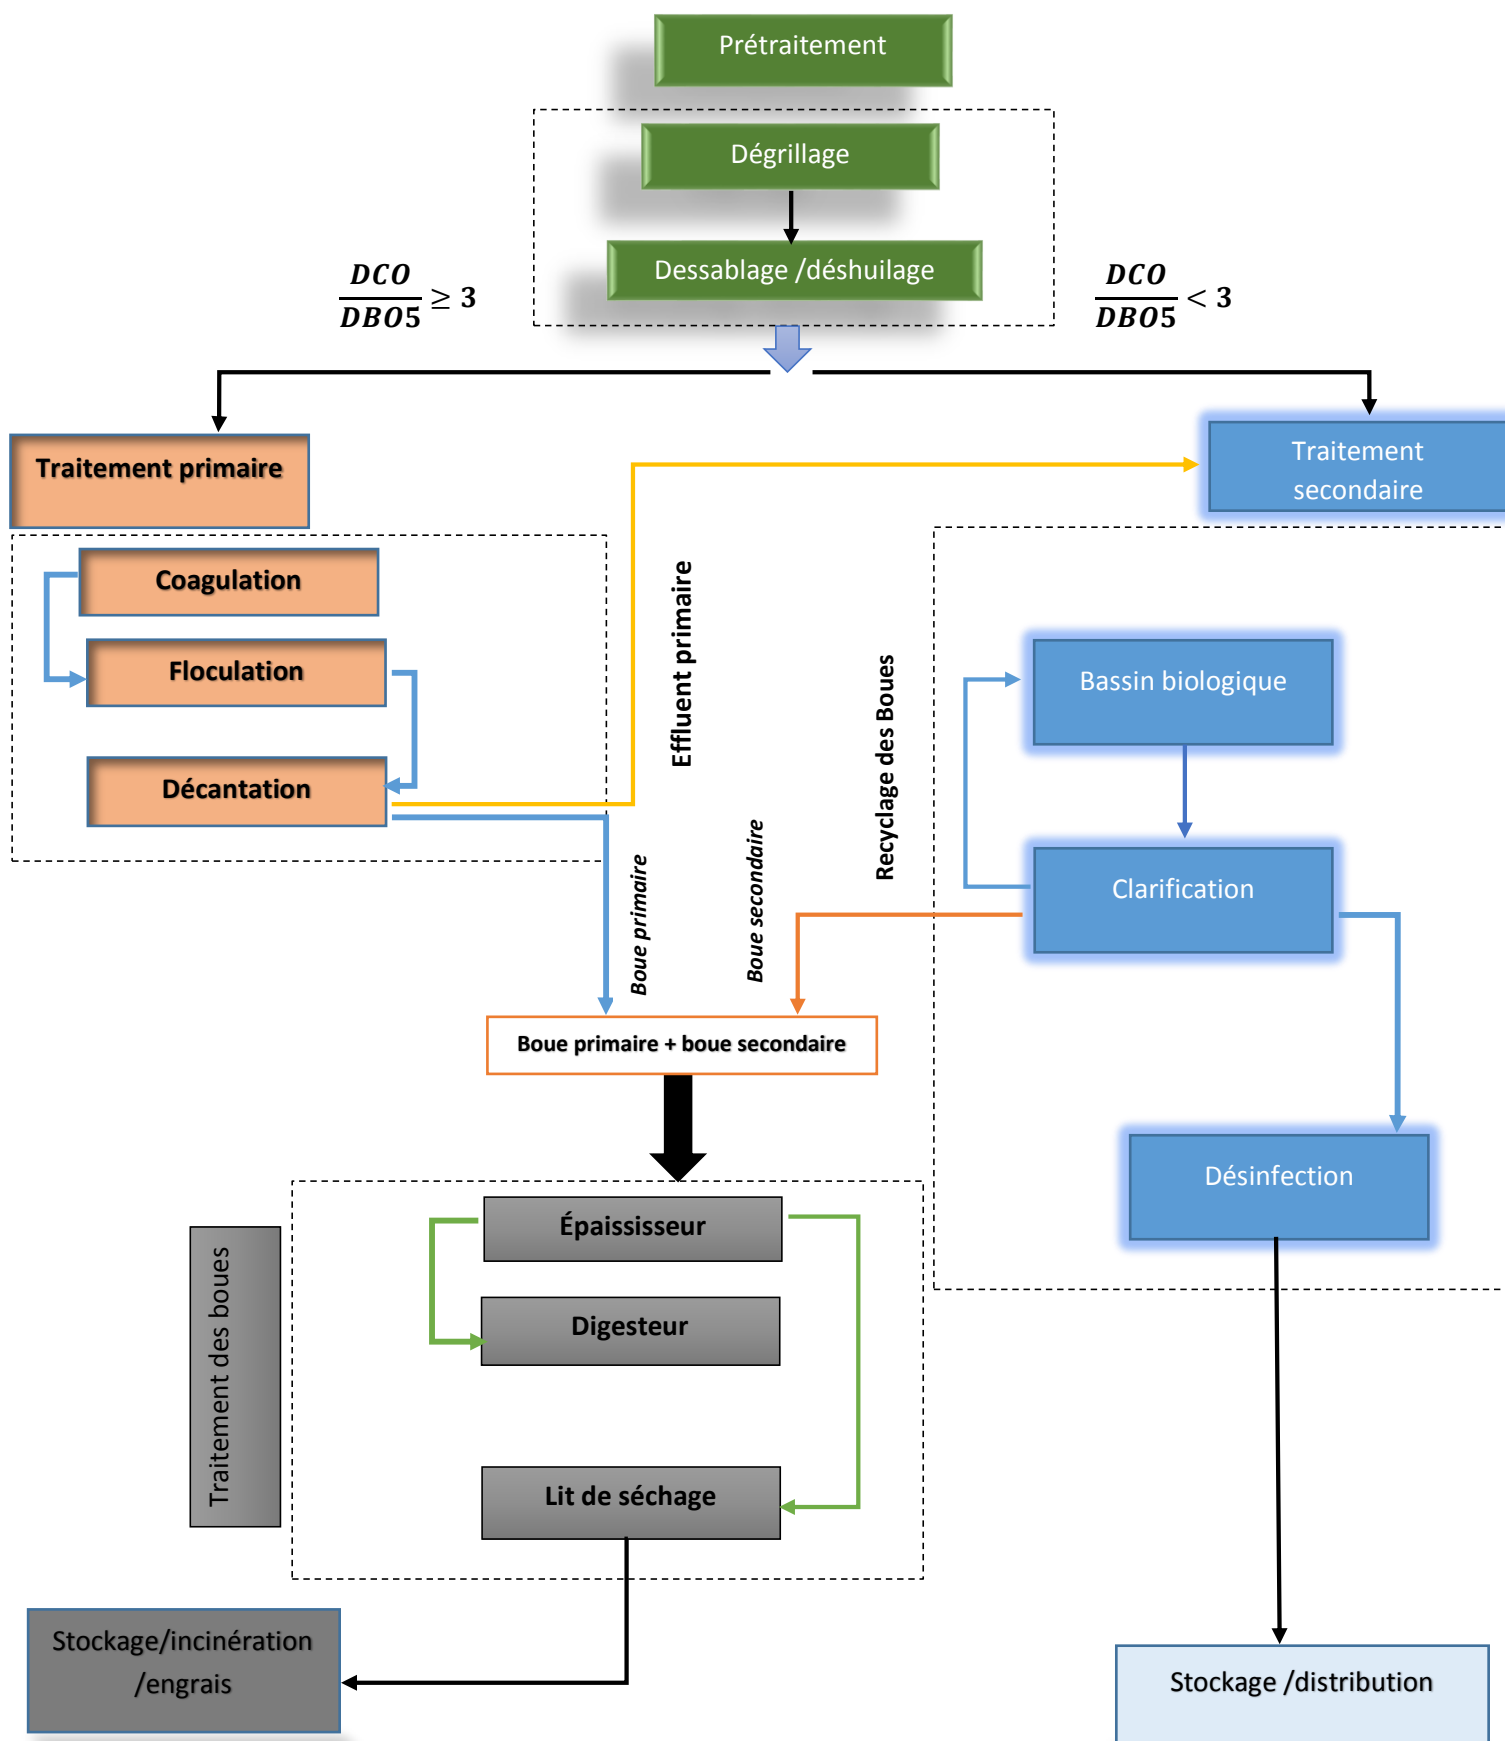 Prétraitement
Dégrillage
Dessablage /déshuilage
DCO
DBO5
≥ 3
DCO
DBO5
< 3
Traitement primaire
Traitement
secondaire
Coagulation
Floculation
Décantation
Effluent primaire
Recyclage des Boues
Bassin biologique
Clarification
Boue primaire
Boue secondaire
Boue primaire + boue secondaire
Désinfection
Traitement des boues
Épaississeur
Digesteur
Lit de séchage
Stockage/incinération
/engrais
Stockage /distribution